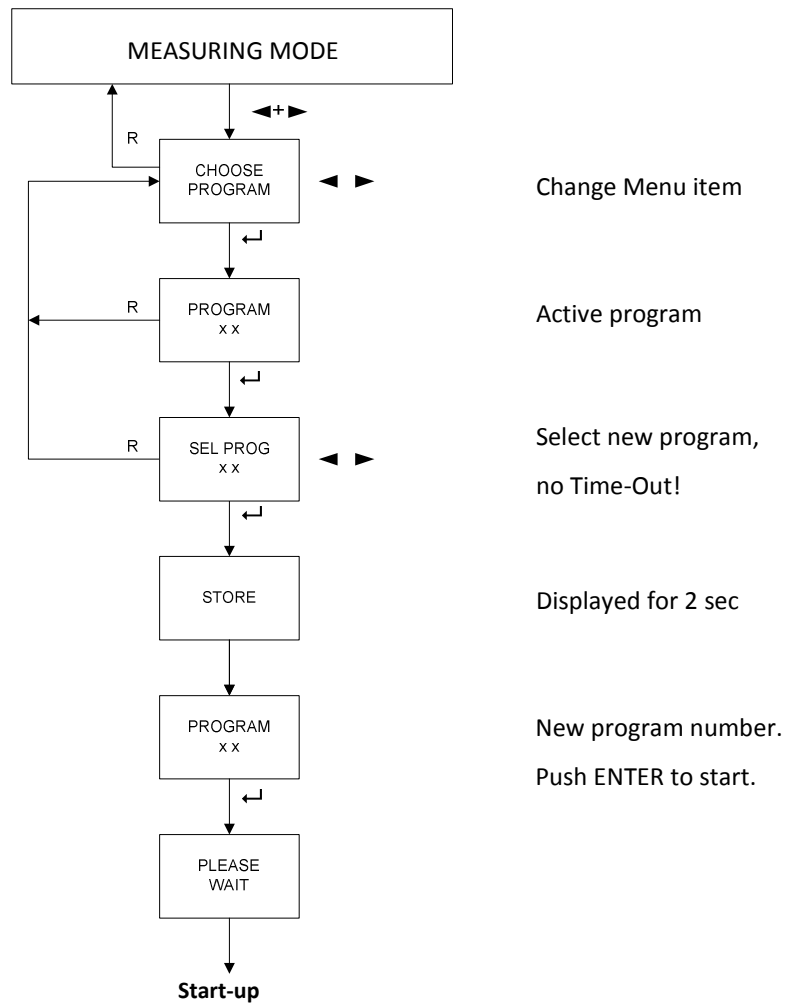 MEASURING MODE
◄+►
R
CHOOSE
PROGRAM
◄ ►
Change Menu item
↵
R
PROGRAM
x x
Active program
↵
R
SEL PROG
x x
◄ ►
Select new program,
no Time-Out!
↵
STORE
Displayed for 2 sec
PROGRAM
x x
New program number.
Push ENTER to start.
↵
PLEASE
WAIT
Start-up